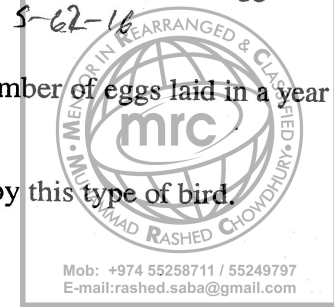 S-62-16
MENTOR IN REARRANGED & CLASSIFIED
mber of eggs laid in a year
mrc
by this type of bird.
MUHAMMAD RASHED CHOWDHURY
Mob: +974 55258711 / 55249797
E-mail:rashed.saba@gmail.com